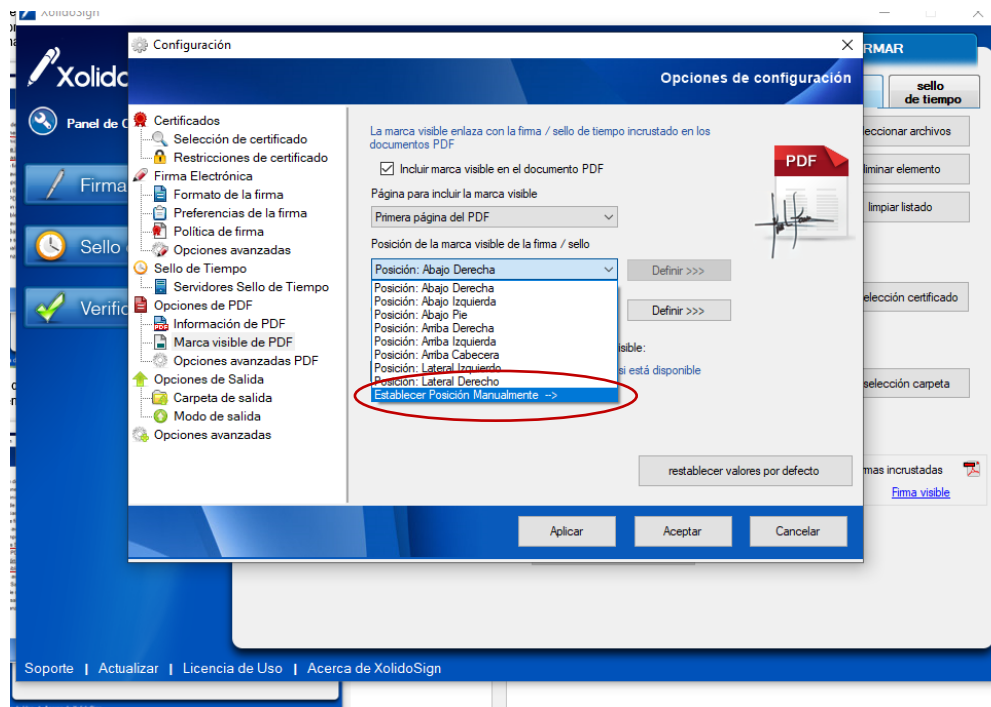 XolidoSign
Configuración
Opciones de configuración
Xolido
Panel de C
Firma
Sello
Verific
Certificados
Selección de certificado
Restricciones de certificado
Firma Electrónica
Formato de la firma
Preferencias de la firma
Política de firma
Opciones avanzadas
Sello de Tiempo
Servidores Sello de Tiempo
Opciones de PDF
Información de PDF
Marca visible de PDF
Opciones avanzadas PDF
Opciones de Salida
Carpeta de salida
Modo de salida
Opciones avanzadas
La marca visible enlaza con la firma / sello de tiempo incrustado en los
documentos PDF
Incluir marca visible en el documento PDF
Página para incluir la marca visible
Primera página del PDF
Posición de la marca visible de la firma / sello
Posición: Abajo Derecha
Definir >>>
Posición: Abajo Derecha
Posición: Abajo Izquierda
Posición: Abajo Pie
Posición: Arriba Derecha
Posición: Arriba Izquierda
Posición: Arriba Cabecera
Posición: Lateral Izquierdo
Posición: Lateral Derecho
Establecer Posición Manualmente -->
Definir >>>
isible:
si está disponible
PDF
restablecer valores por defecto
Aplicar
Aceptar
Cancelar
RMAR
sello
de tiempo
eccionar archivos
liminar elemento
limpiar listado
elección certificado
selección carpeta
mas incrustadas
Firma visible
Soporte | Actualizar | Licencia de Uso | Acerca de XolidoSign